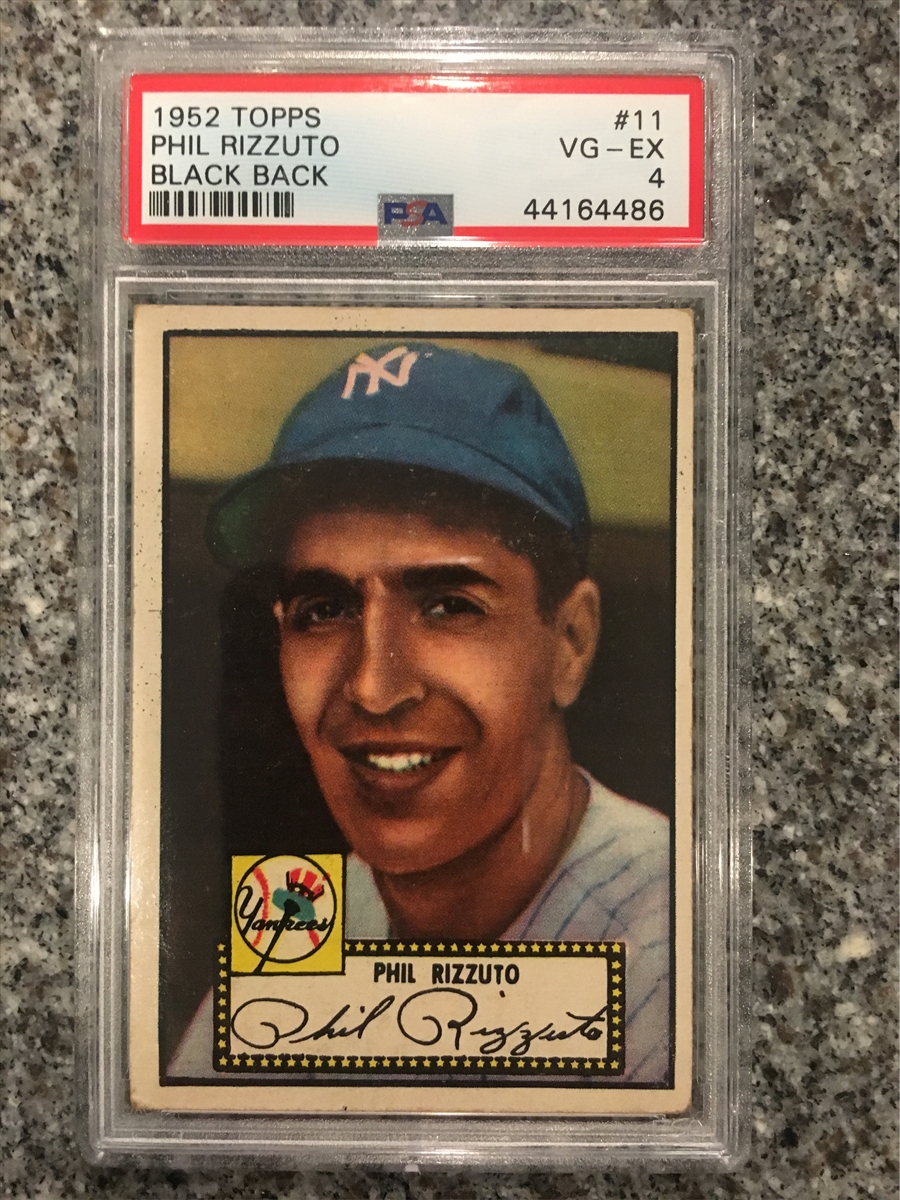 1952 TOPPS #11
PHIL RIZZUTO VG-EX
BLACK BACK 4
PSA 44164486
NY
Yankees
PHIL RIZZUTO
Phil Rizzuto